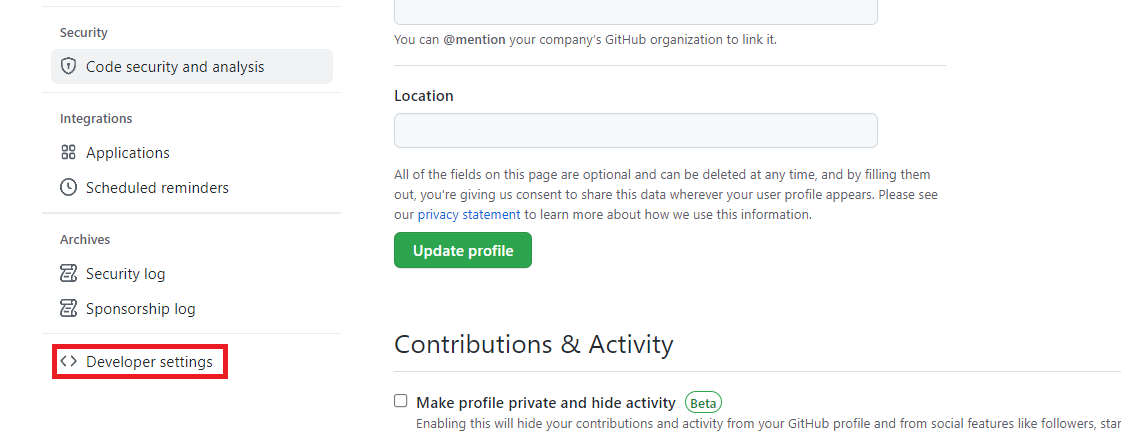 Security
Code security and analysis
Integrations
Applications
Scheduled reminders
Archives
Security log
Sponsorship log
Developer settings
You can @mention your company's GitHub organization to link it.
Location
All of the fields on this page are optional and can be deleted at any time, and by filling them
out, you're giving us consent to share this data wherever your user profile appears. Please see
our privacy statement to learn more about how we use this information.
Update profile
Contributions & Activity
Make profile private and hide activity Beta
Enabling this will hide your contributions and activity from your GitHub profile and from social features like followers, star